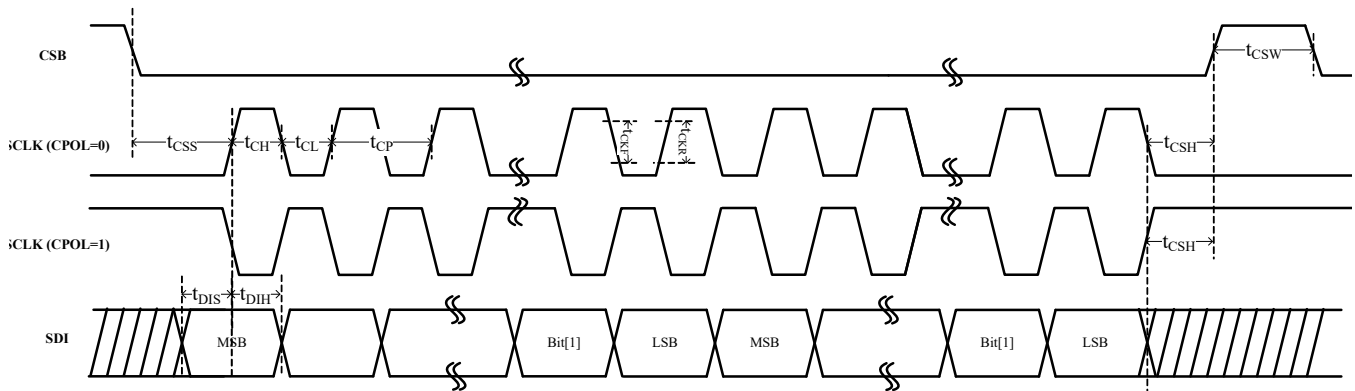 CSB
tCSW
SCLK (CPOL=0)
tCSS
tCH
tCL
tCP
tCKF
tCKR
tCSH
SCLK (CPOL=1)
tCSH
tDIS
tDIH
SDI
MSB
Bit[1]
LSB
MSB
Bit[1]
LSB